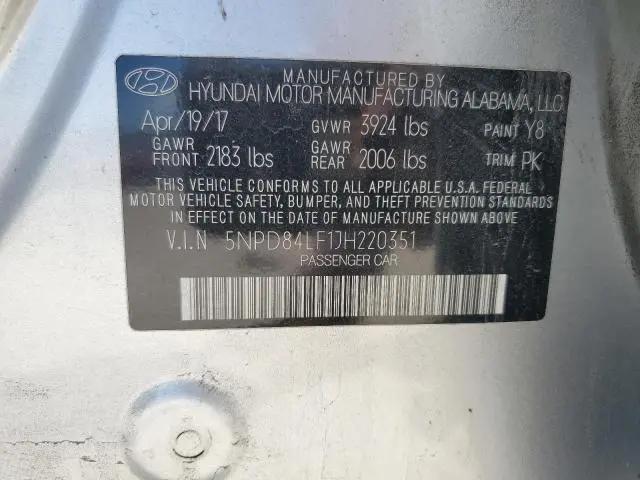 MANUFACTURED BY
HYUNDAI MOTOR MANUFACTURING ALABAMA, LLC
Apr/19/17 GVWR 3924 lbs PAINT Y8
GAWR FRONT 2183 lbs GAWR REAR 2006 lbs TRIM PK
THIS VEHICLE CONFORMS TO ALL APPLICABLE U.S.A. FEDERAL
MOTOR VEHICLE SAFETY, BUMPER, AND THEFT PREVENTION STANDARDS
IN EFFECT ON THE DATE OF MANUFACTURE SHOWN ABOVE
V.I.N 5NPD84LF1JH220351
PASSENGER CAR